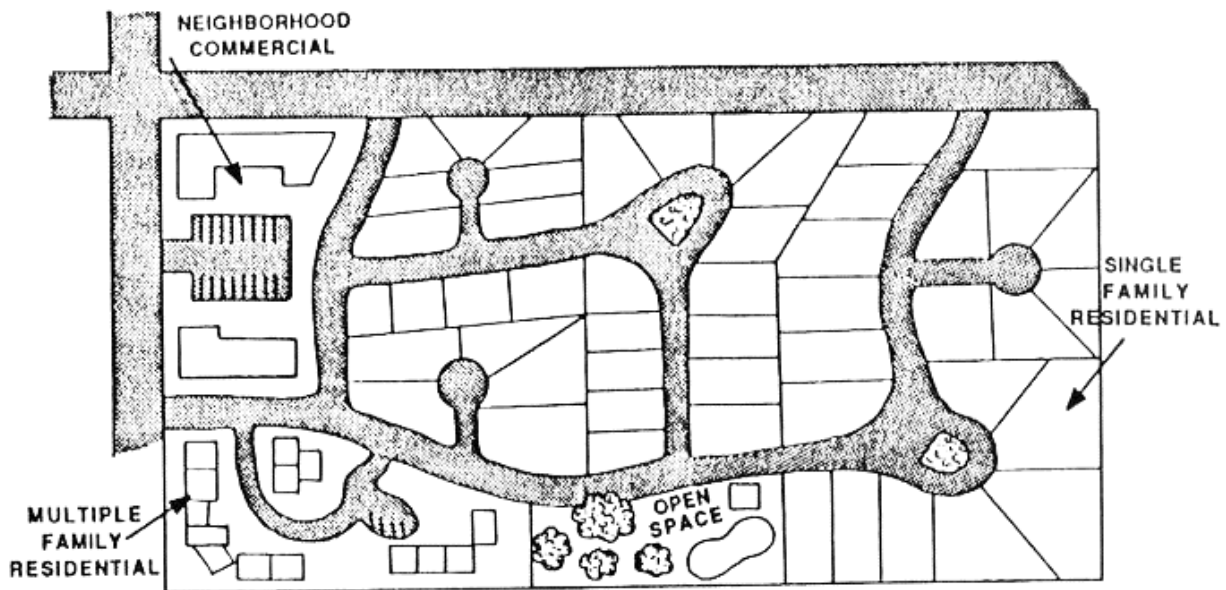 NEIGHBORHOOD
COMMERCIAL
SINGLE
FAMILY
RESIDENTIAL
OPEN
SPACE
MULTIPLE
FAMILY
RESIDENTIAL